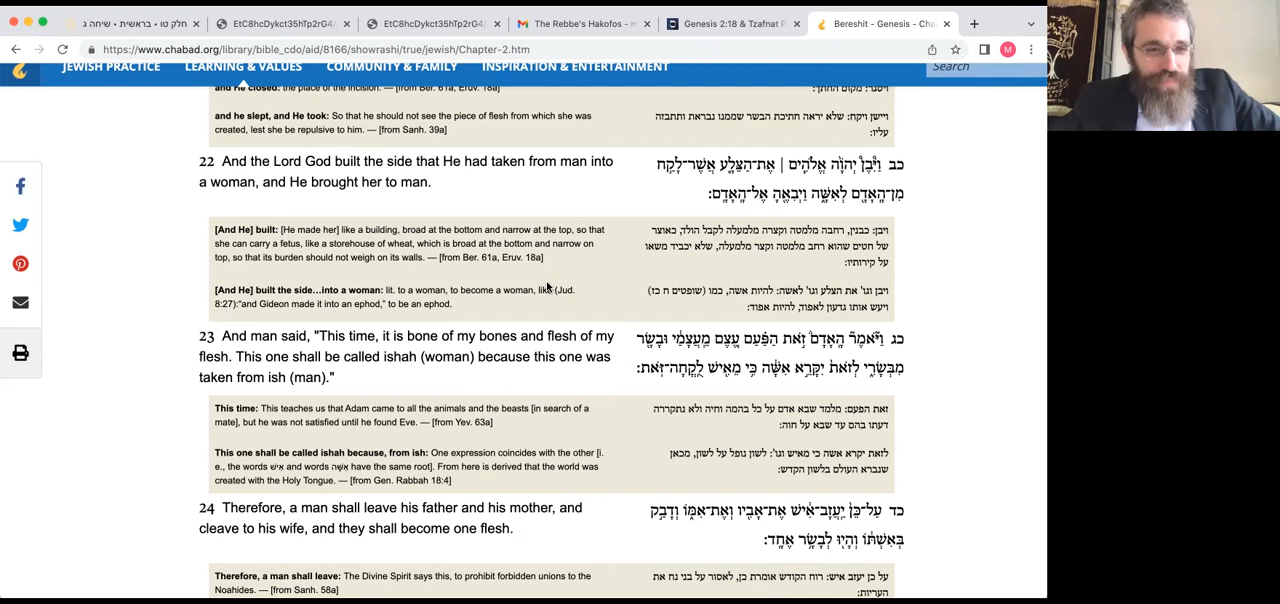 חלק טו - בראשית - שיחה ג
EtC8hcDykct35hTp2rG4/
EtC8hcDykct35hTp2rG4/
The Rebbe's Hakofos - m
Genesis 2:18 & Tzafnat P
Bereshit - Genesis - Cha
https://www.chabad.org/library/bible_cdo/aid/8166/showrashi/true/jewish/Chapter-2.htm
M
JEWISH PRACTICE LEARNING & VALUES COMMUNITY & FAMILY INSPIRATION & ENTERTAINMENT Search
and He closed: the place of the incision. — [from Ber. 61a, Eruv. 18a]
ויסגר: מקום החתך:
and he slept, and He took: So that he should not see the piece of flesh from which she was
created, lest she be repulsive to him. — [from Sanh. 39a]
ויישן ויקח: שלא יראה חתיכת הבשר שממנו נבראת ותתבזה
עליו:
22 And the Lord God built the side that He had taken from man into
a woman, and He brought her to man.
כב וַיִּ֩בֶן֩ יְהֹוָ֨ה אֱלֹהִ֧ים | אֶת־הַצֵּלָ֛ע אֲשֶׁר־לָקַ֥ח
מִן־הָֽאָדָ֖ם לְאִשָּׁ֑ה וַיְבִאֶ֖הָ אֶל־הָֽאָדָֽם:
[And He] built: [He made her] like a building, broad at the bottom and narrow at the top, so that
she can carry a fetus, like a storehouse of wheat, which is broad at the bottom and narrow on
top, so that its burden should not weigh on its walls. — [from Ber. 61a, Eruv. 18a]
ויבן: כבנין, רחבה מלמטה וקצרה מלמעלה לקבל הולד, כאוצר
של חטים שהוא רחב מלמטה וקצר מלמעלה, שלא יכביד משאו
על קירותיו:
[And He] built the side…into a woman: lit. to a woman, to become a woman, like (Jud.
8:27):"and Gideon made it into an ephod," to be an ephod.
ויבן וגו' את הצלע וגו' לאשה: להיות אשה, כמו (שופטים ח כז)
ויעש אותו גדעון לאפוד, להיות אפוד:
23 And man said, "This time, it is bone of my bones and flesh of my
flesh. This one shall be called ishah (woman) because this one was
taken from ish (man)."
כג וַיֹּ֘אמֶר֘ הָֽאָדָם֒ זֹ֣את הַפַּ֗עַם עֶ֚צֶם מֵֽעֲצָמַ֔י וּבָשָׂ֖ר
מִבְּשָׂרִ֑י לְזֹאת֙ יִקָּרֵ֣א אִשָּׁ֔ה כִּ֥י מֵאִ֖ישׁ לֻֽקֳחָה־זֹּֽאת:
This time: This teaches us that Adam came to all the animals and the beasts [in search of a
mate], but he was not satisfied until he found Eve. — [from Yev. 63a]
זאת הפעם: מלמד שבא אדם על כל בהמה וחיה ולא נתקררה
דעתו בהם עד שבא על חוה:
This one shall be called ishah because, from ish: One expression coincides with the other [i.
e., the words אִישׁ and words אִשָּׁה have the same root]. From here is derived that the world was
created with the Holy Tongue. — [from Gen. Rabbah 18:4]
לזאת יקרא אשה כי מאיש וגו': לשון נופל על לשון, מכאן
שנברא העולם בלשון הקדש:
24 Therefore, a man shall leave his father and his mother, and
cleave to his wife, and they shall become one flesh.
כד עַל־כֵּן֙ יַֽעֲזָב־אִ֔ישׁ אֶת־אָבִ֖יו וְאֶת־אִמּ֑וֹ וְדָבַ֣ק
בְּאִשְׁתּ֔וֹ וְהָי֖וּ לְבָשָׂ֥ר אֶחָֽד:
Therefore, a man shall leave: The Divine Spirit says this, to prohibit forbidden unions to the
Noahides. — [from Sanh. 58a]
על כן יעזב איש: רוח הקודש אומרת כן, לאסור על בני נח את
העריות: